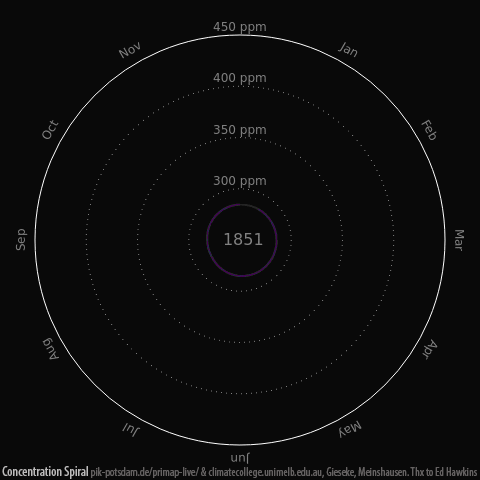 450 ppm
Nov
Jan
400 ppm
Oct
Feb
350 ppm
300 ppm
Sep
1851
Mar
Aug
Apr
Jul
May
Jun
Concentration Spiral pik-potsdam.de/primap-live/ & climatecollege.unimelb.edu.au, Gieseke, Meinshausen. Thx to Ed Hawkins